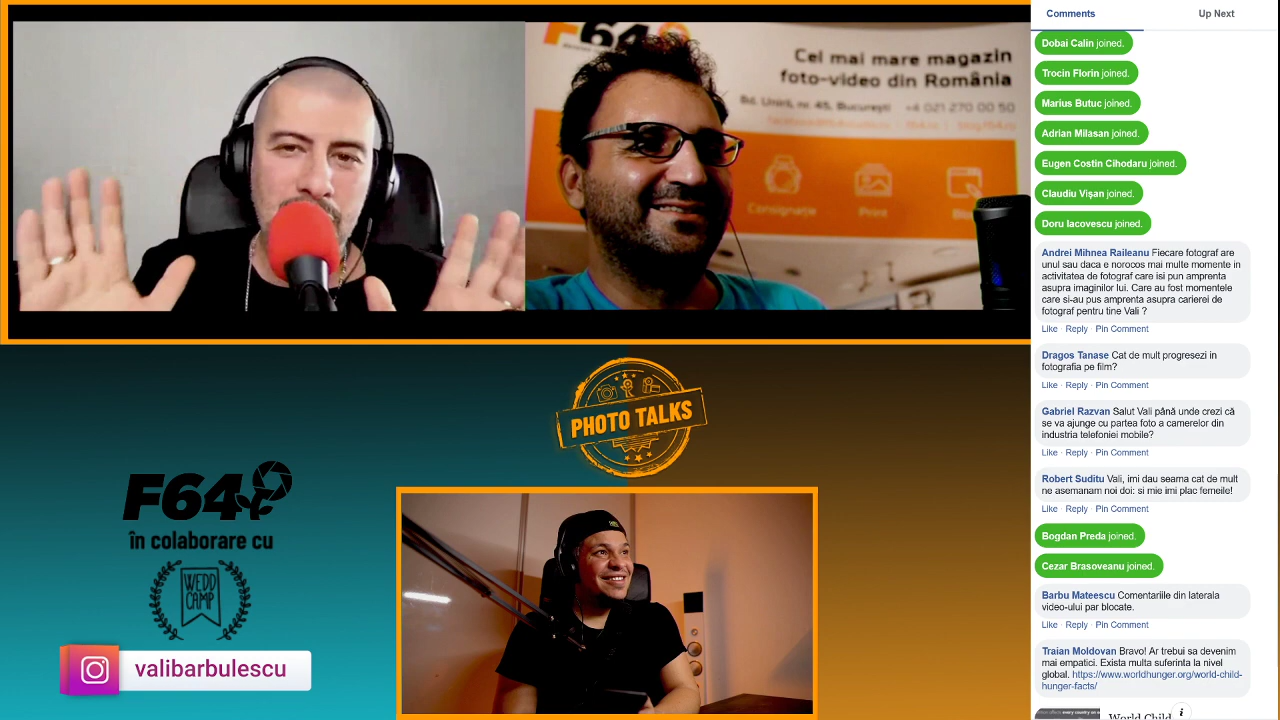 F64
Cel mai mare magazin
foto-video din România
Bd. Unirii, nr. 45, București +4 021 270 00 50
Consignație
Print
PHOTO TALKS
F64
în colaborare cu
WEDD
CAMP
valibarbulescu
Comments
Up Next
Dobai Calin joined.
Trocin Florin joined.
Marius Butuc joined.
Adrian Milasan joined.
Eugen Costin Cihodaru joined.
Claudiu Vișan joined.
Doru Iacovescu joined.
Andrei Mihnea Raileanu Fiecare fotograf are
unul sau daca e norocos mai multe momente in
activitatea de fotograf care isi pun amprenta
asupra imaginilor lui. Care au fost momentele
care si-au pus amprenta asupra carierei de
fotograf pentru tine Vali ?
Like · Reply · Pin Comment
Dragos Tanase Cat de mult progresezi in
fotografia pe film?
Like · Reply · Pin Comment
Gabriel Razvan Salut Vali până unde crezi că
se va ajunge cu partea foto a camerelor din
industria telefoniei mobile?
Like · Reply · Pin Comment
Robert Suditu Vali, imi dau seama cat de mult
ne asemanam noi doi: si mie imi plac femeile!
Like · Reply · Pin Comment
Bogdan Preda joined.
Cezar Brasoveanu joined.
Barbu Mateescu Comentariile din laterala
video-ului par blocate.
Like · Reply · Pin Comment
Traian Moldovan Bravo! Ar trebui sa devenim
mai empatici. Exista multa suferinta la nivel
global. https://www.worldhunger.org/world-child-
hunger-facts/
World Child